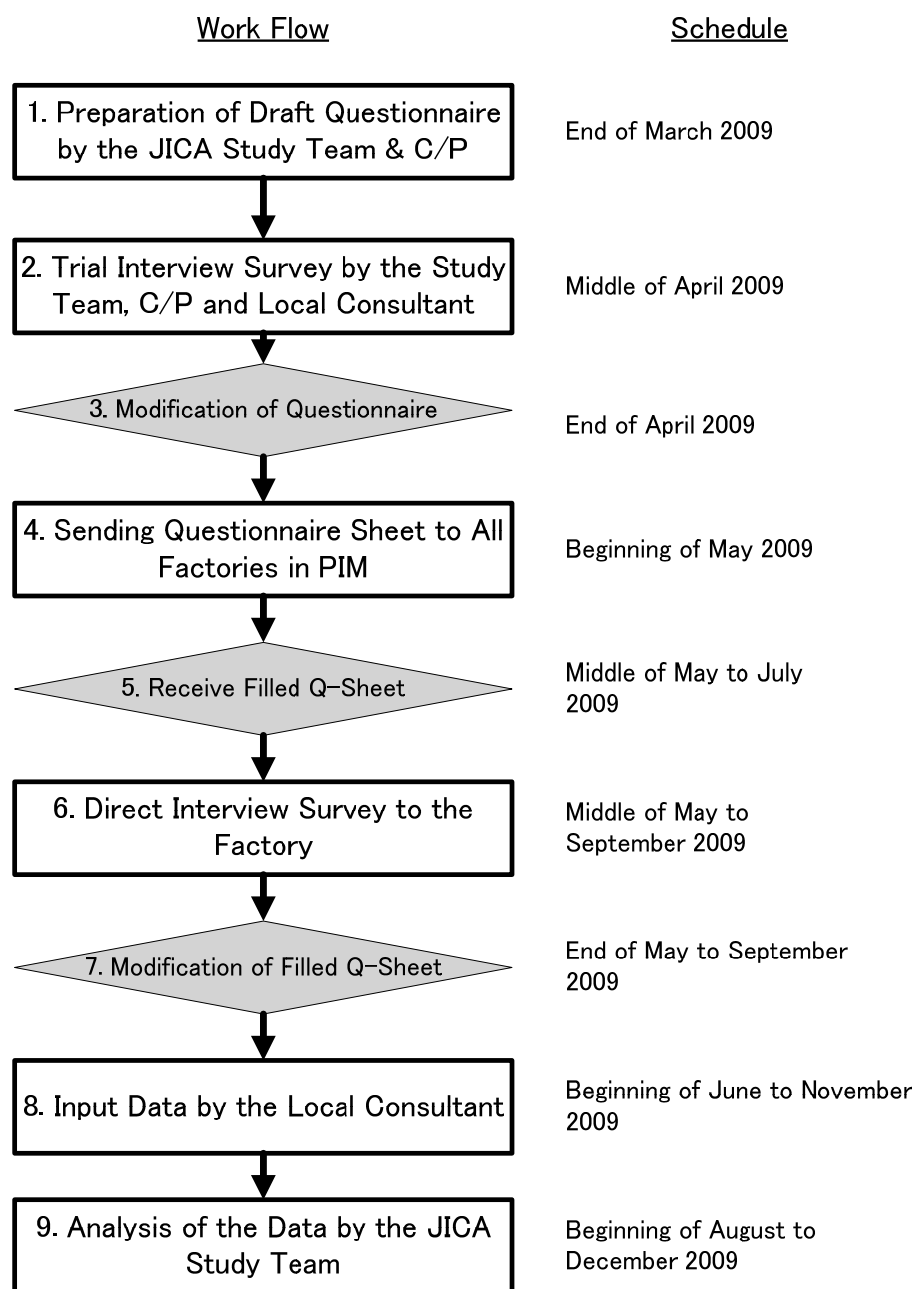 Work Flow
Schedule
1. Preparation of Draft Questionnaire
by the JICA Study Team & C/P
End of March 2009
2. Trial Interview Survey by the Study
Team, C/P and Local Consultant
Middle of April 2009
3. Modification of Questionnaire
End of April 2009
4. Sending Questionnaire Sheet to All
Factories in PIM
Beginning of May 2009
5. Receive Filled Q-Sheet
Middle of May to July
2009
6. Direct Interview Survey to the
Factory
Middle of May to
September 2009
7. Modification of Filled Q-Sheet
End of May to September
2009
8. Input Data by the Local Consultant
Beginning of June to November
2009
9. Analysis of the Data by the JICA
Study Team
Beginning of August to
December 2009